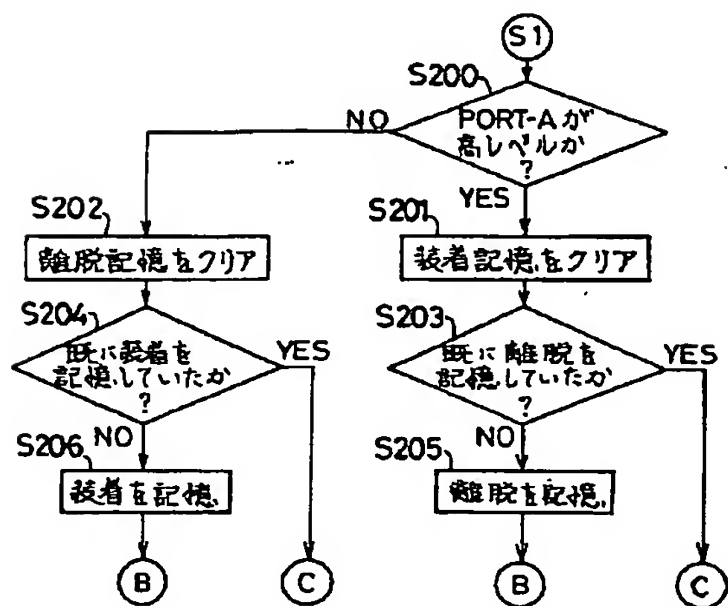 S1
S200
PORT-Aが
高レベルか
?
NO
YES
S202
離脱記憶をクリア
S201
装着記憶をクリア
S204
既に装着を
記憶していたか
?
YES
NO
S203
既に離脱を
記憶していたか
?
YES
NO
S206
装着を記憶
S205
離脱を記憶
B
C
B
C